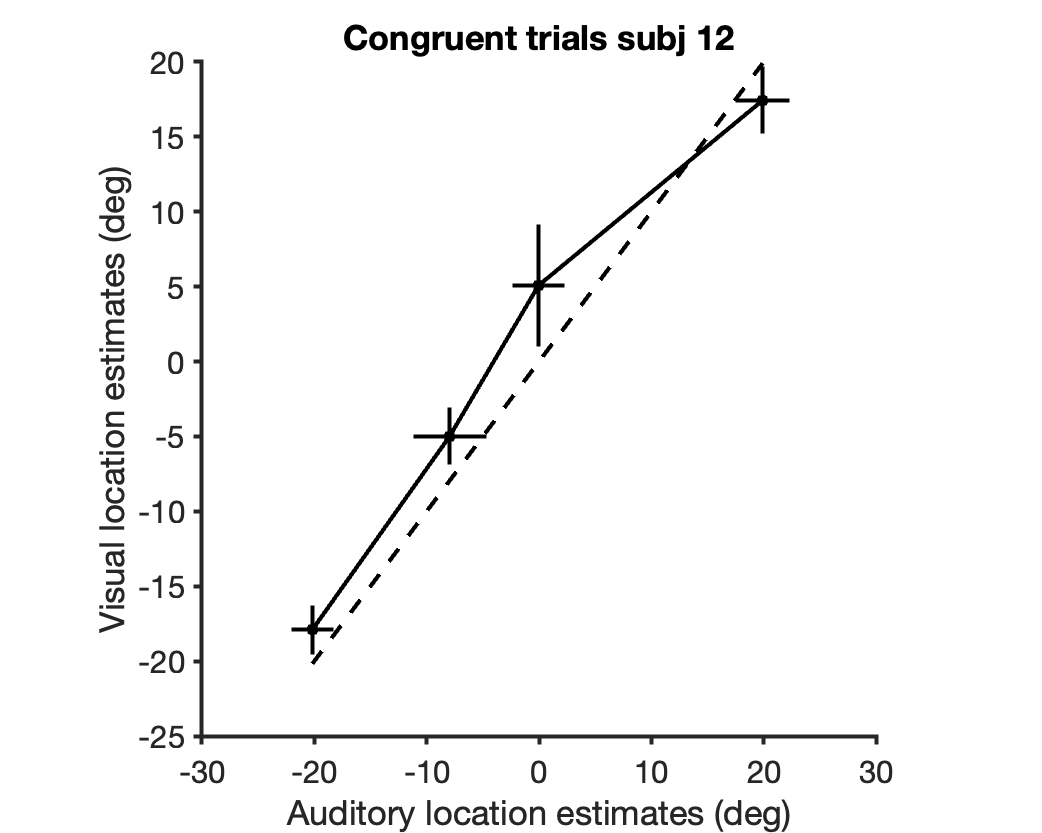 Congruent trials subj 12
Visual location estimates (deg)
20
15
10
5
0
-5
-10
-15
-20
-25
-30 -20 -10 0 10 20 30
Auditory location estimates (deg)